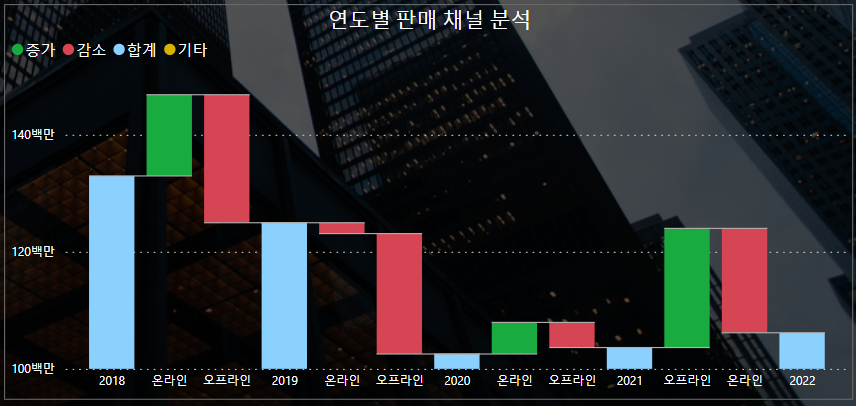 연도별 판매 채널 분석
증가 감소 합계 기타
140백만
120백만
100백만
2018 온라인 오프라인 2019 온라인 오프라인 2020 온라인 오프라인 2021 오프라인 온라인 2022